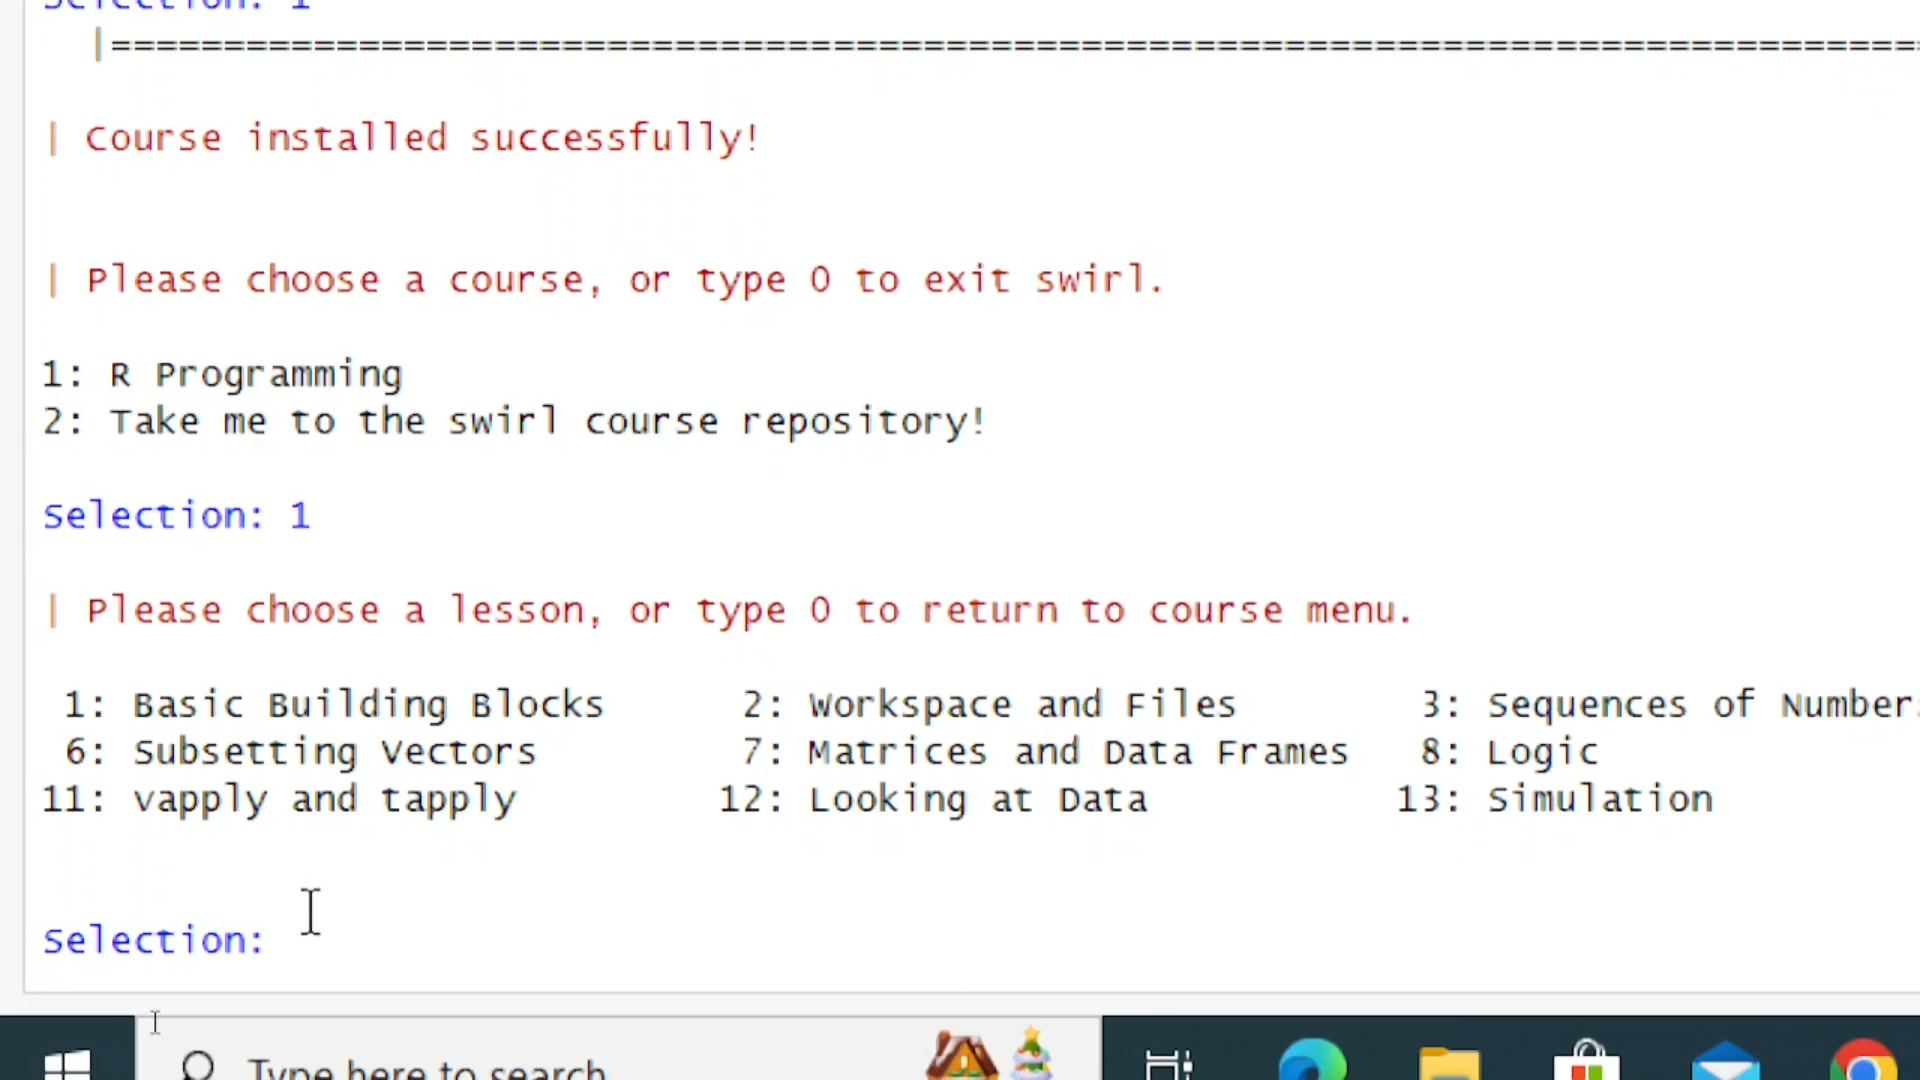 Selection: 1
|==============================================================================
| Course installed successfully!
| Please choose a course, or type 0 to exit swirl.
1: R Programming
2: Take me to the swirl course repository!
Selection: 1
| Please choose a lesson, or type 0 to return to course menu.
1: Basic Building Blocks 2: Workspace and Files 3: Sequences of Numbers
6: Subsetting Vectors 7: Matrices and Data Frames 8: Logic
11: vapply and tapply 12: Looking at Data 13: Simulation
Selection:
Type here to search